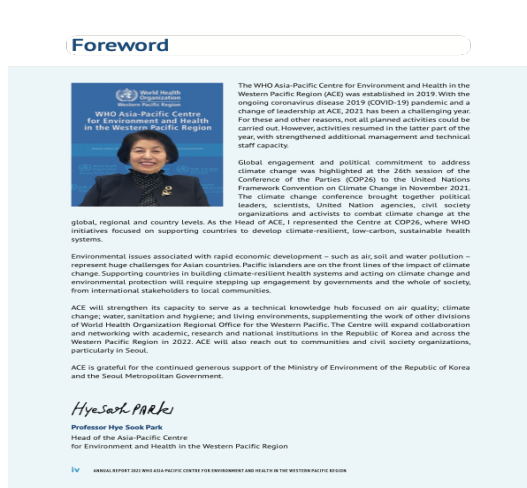 Foreword
World Health
Organization
Western Pacific Region
WHO Asia-Pacific Centre
for Environment and Health
in the Western Pacific Region
The WHO Asia-Pacific Centre for Environment and Health in the
Western Pacific Region (ACE) was established in 2019. With the
ongoing coronavirus disease 2019 (COVID-19) pandemic and a
change of leadership at ACE, 2021 has been a challenging year.
For these and other reasons, not all planned activities could be
carried out. However, activities resumed in the latter part of the
year, with strengthened additional management and technical
staff capacity.
Global engagement and political commitment to address
climate change was highlighted at the 26th session of the
Conference of the Parties (COP26) to the United Nations
Framework Convention on Climate Change in November 2021.
The climate change conference brought together political
leaders, scientists, United Nation agencies, civil society
organizations and activists to combat climate change at the
global, regional and country levels. As the Head of ACE, I represented the Centre at COP26, where WHO
initiatives focused on supporting countries to develop climate-resilient, low-carbon, sustainable health
systems.
Environmental issues associated with rapid economic development – such as air, soil and water pollution –
represent huge challenges for Asian countries. Pacific islanders are on the front lines of the impact of climate
change. Supporting countries in building climate-resilient health systems and acting on climate change and
environmental protection will require stepping up engagement by governments and the whole of society,
from international stakeholders to local communities.
ACE will strengthen its capacity to serve as a technical knowledge hub focused on air quality; climate
change; water, sanitation and hygiene; and living environments, supplementing the work of other divisions
of World Health Organization Regional Office for the Western Pacific. The Centre will expand collaboration
and networking with academic, research and national institutions in the Republic of Korea and across the
Western Pacific Region in 2022. ACE will also reach out to communities and civil society organizations,
particularly in Seoul.
ACE is grateful for the continued generous support of the Ministry of Environment of the Republic of Korea
and the Seoul Metropolitan Government.
HyeSook PARK
Professor Hye Sook Park
Head of the Asia-Pacific Centre
for Environment and Health in the Western Pacific Region
iv ANNUAL REPORT 2021 WHO ASIA-PACIFIC CENTRE FOR ENVIRONMENT AND HEALTH IN THE WESTERN PACIFIC REGION